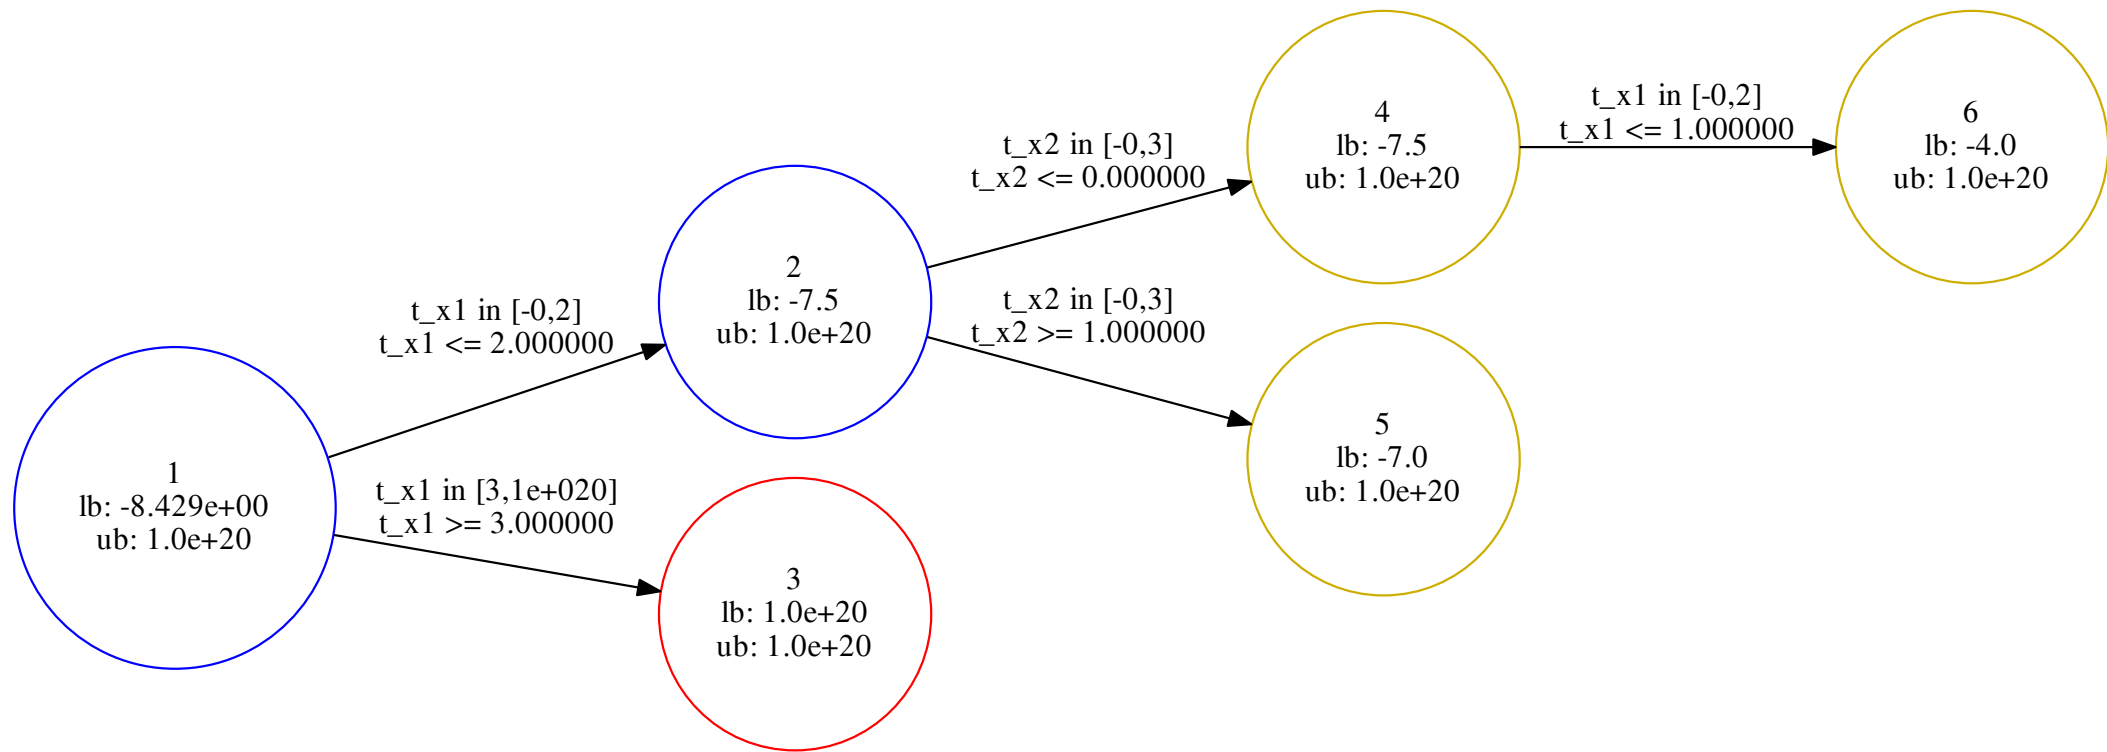 1
lb: -8.429e+00
ub: 1.0e+20
t_x1 in [-0,2]
t_x1 <= 2.000000
t_x1 in [3,1e+020]
t_x1 >= 3.000000
2
lb: -7.5
ub: 1.0e+20
3
lb: 1.0e+20
ub: 1.0e+20
t_x2 in [-0,3]
t_x2 <= 0.000000
t_x2 in [-0,3]
t_x2 >= 1.000000
4
lb: -7.5
ub: 1.0e+20
5
lb: -7.0
ub: 1.0e+20
t_x1 in [-0,2]
t_x1 <= 1.000000
6
lb: -4.0
ub: 1.0e+20